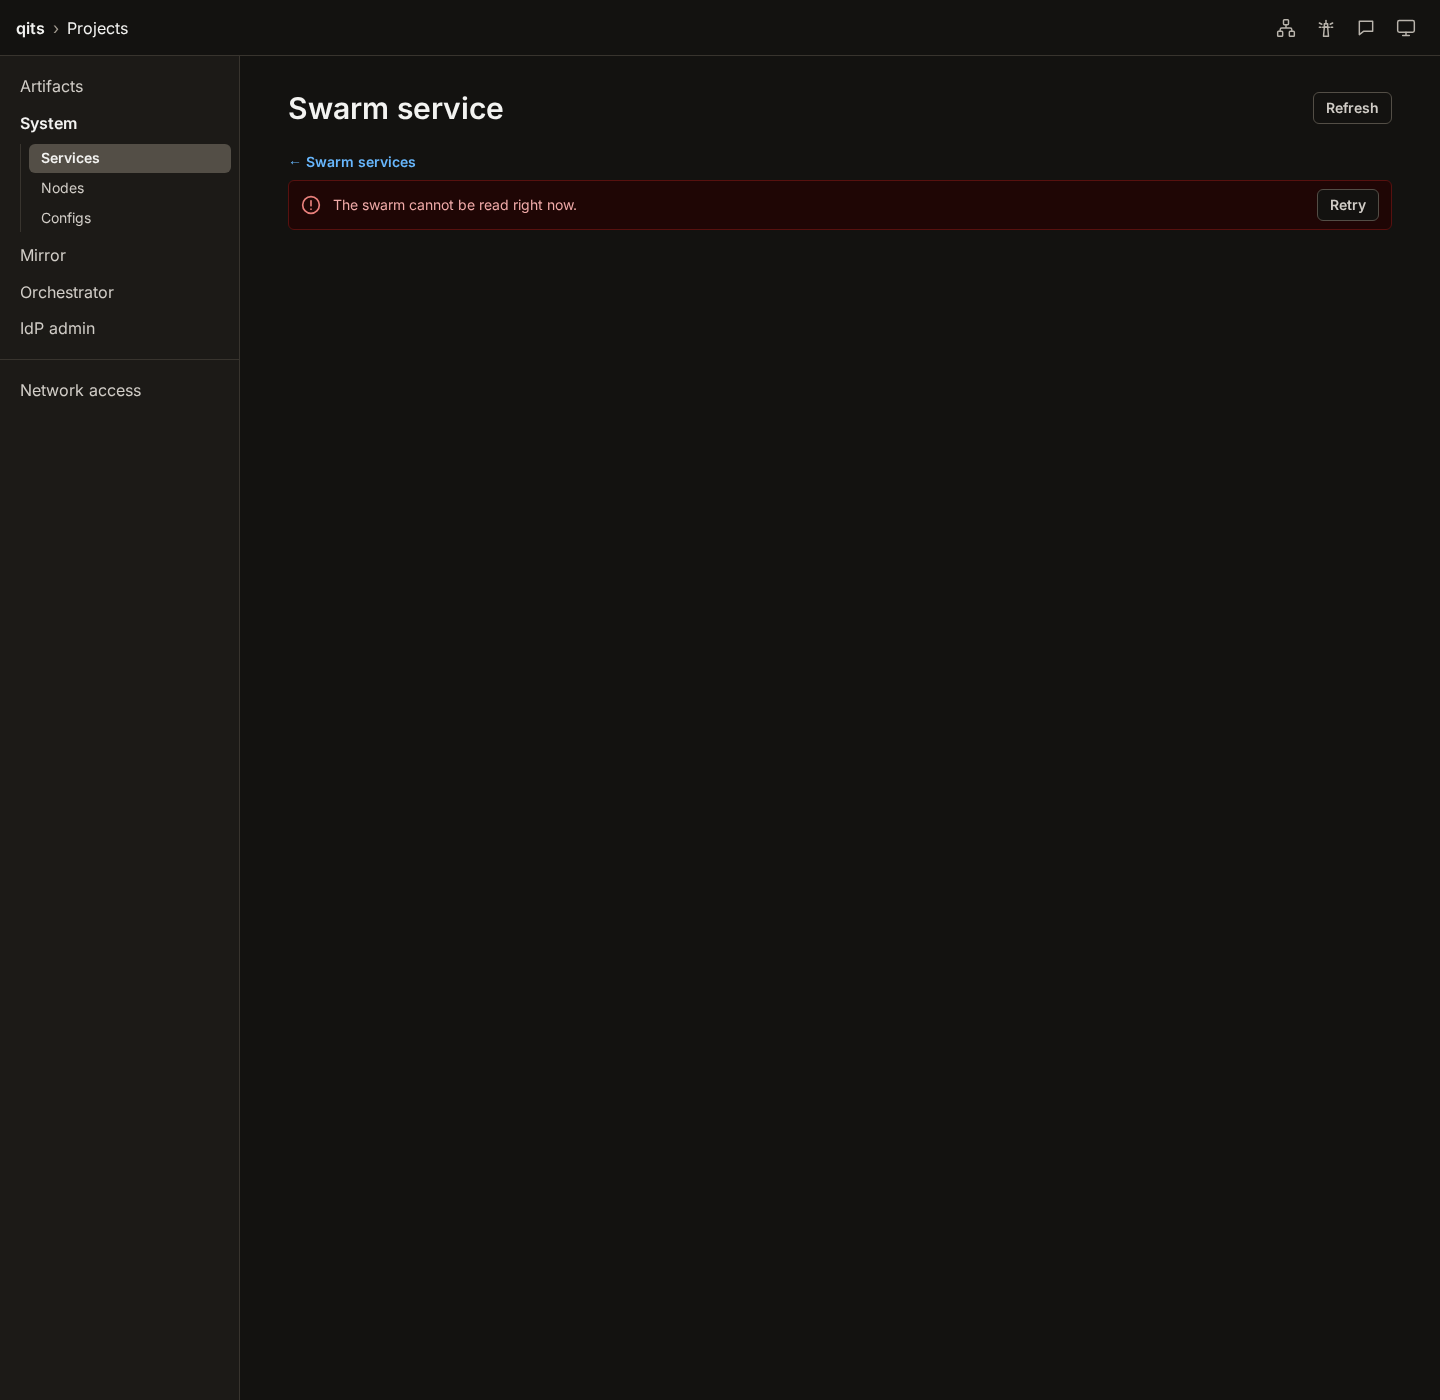 qits › Projects
Artifacts
System
Services
Nodes
Configs
Mirror
Orchestrator
IdP admin
Network access
Swarm service
Refresh
← Swarm services
The swarm cannot be read right now.
Retry